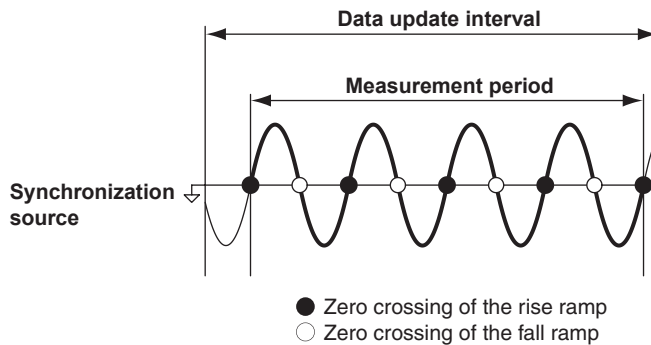 Data update interval
Measurement period
Synchronization
source
Zero crossing of the rise ramp
Zero crossing of the fall ramp